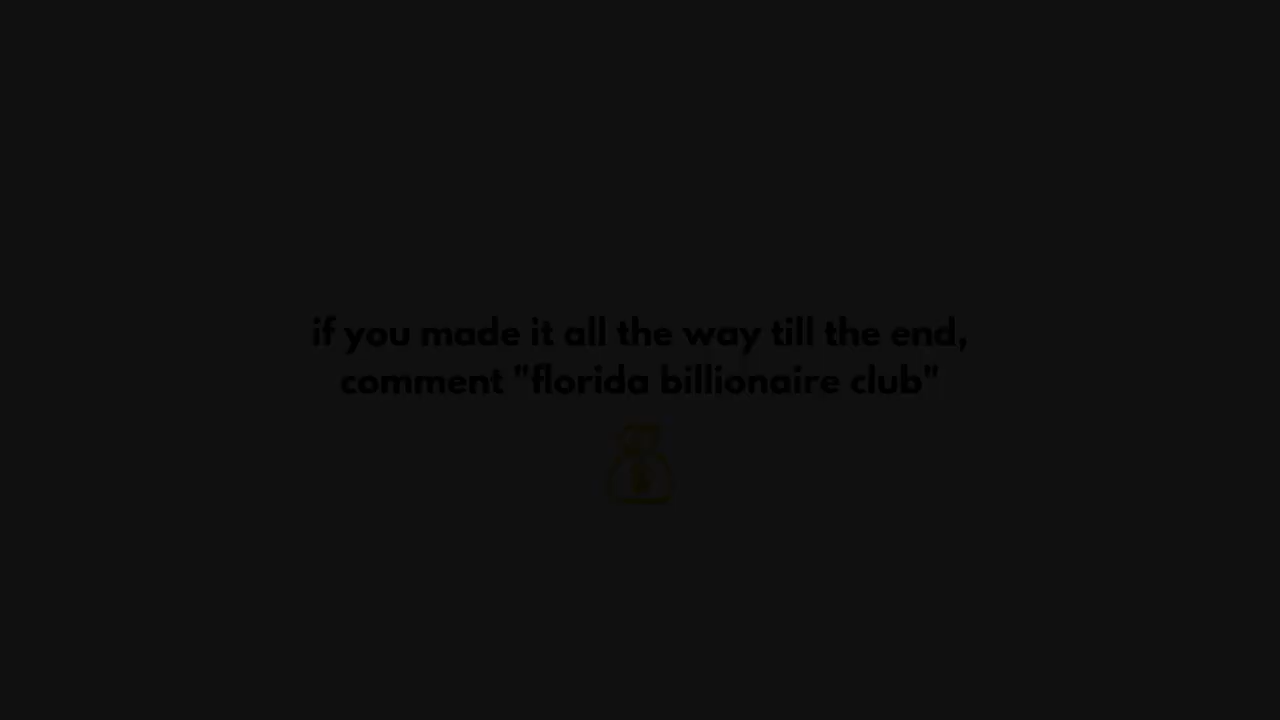 if you made it all the way till the end,
comment "florida billionaire club"